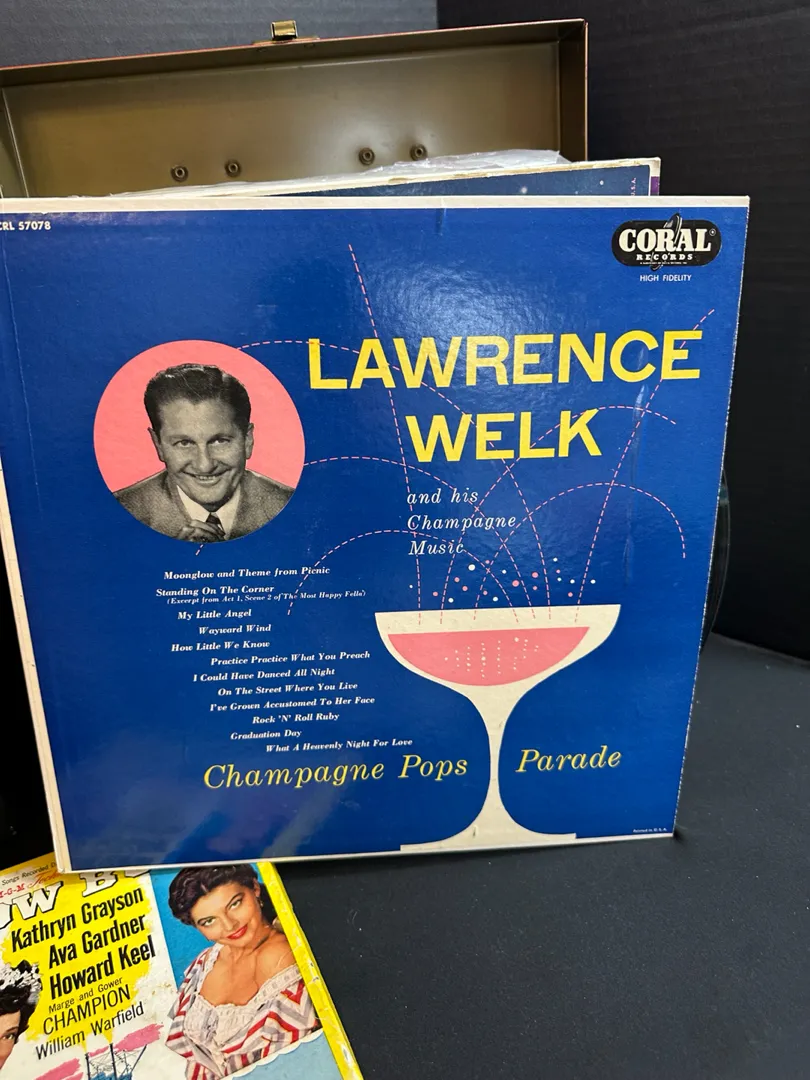 U.S.A.
CRL 57078
CORAL
RECORDS
HIGH FIDELITY
LAWRENCE
WELK
and his
Champagne
Music
Moonglow and Theme from Picnic
Standing On The Corner
(Excerpt from Act 1, Scene 2 of The Most Happy Fella)
My Little Angel
Wayward Wind
How Little We Know
Practice Practice What You Preach
I Could Have Danced All Night
On The Street Where You Live
I've Grown Accustomed To Her Face
Rock 'N' Roll Ruby
Graduation Day
What A Heavenly Night For Love
Champagne Pops Parade
Printed in U.S.A.
Songs Recorded
M-G-M
OW B
Kathryn Grayson
Ava Gardner
Howard Keel
Marge and Gower
CHAMPION
William Warfield